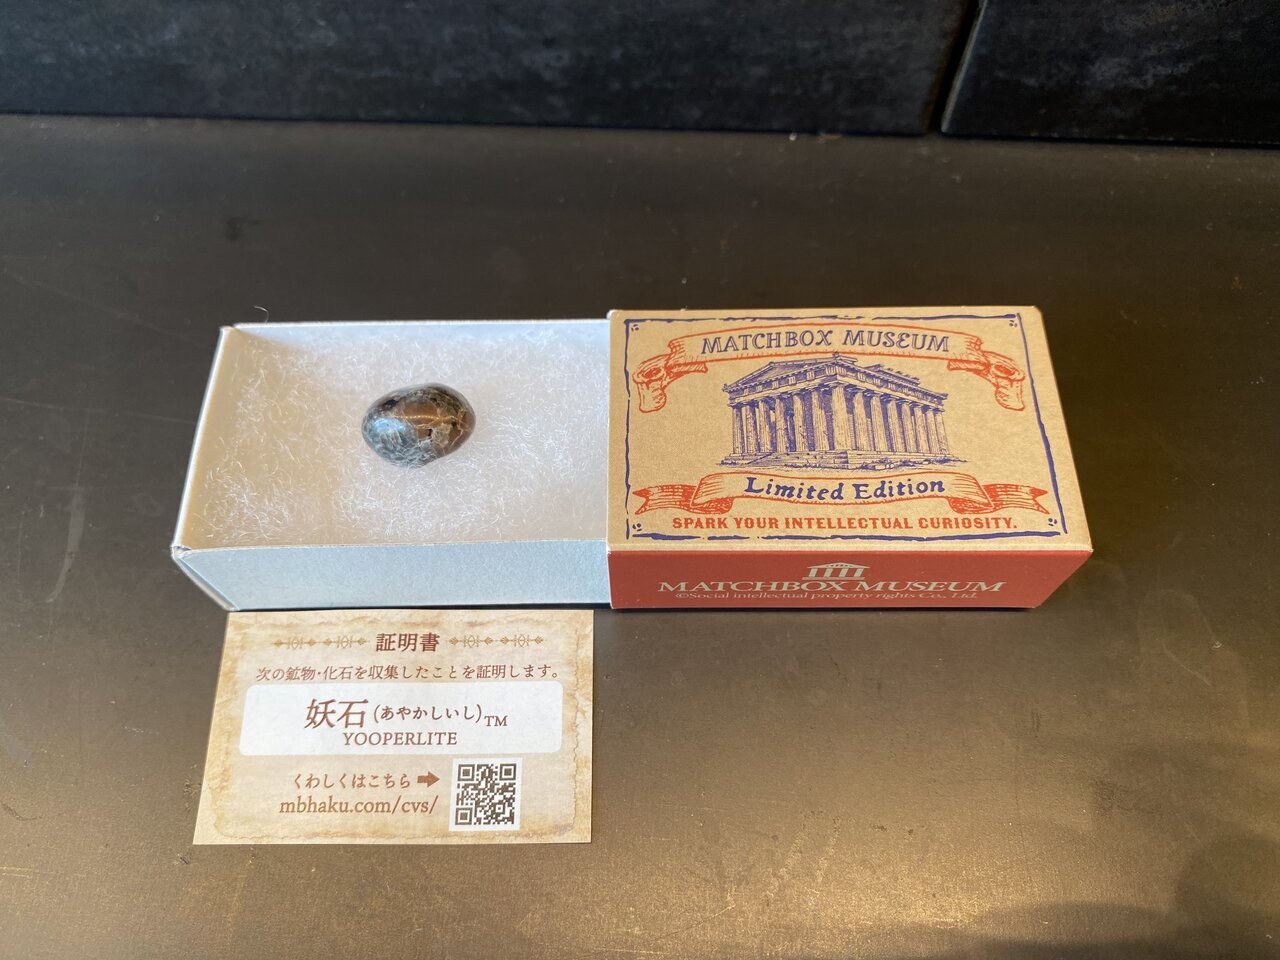 MATCHBOX MUSEUM
Limited Edition
SPARK YOUR INTELLECTUAL CURIOSITY.
MATCHBOX MUSEUM
©Social intellectual property rights Co., Ltd.
証明書
次の鉱物・化石を収集したことを証明します。
妖石(あやかしいし)TM
YOOPERLITE
くわしくはこちら➡
mbhaku.com/cvs/